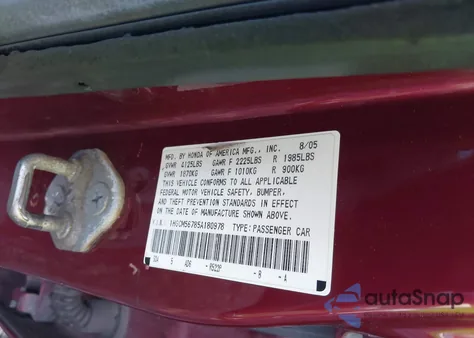 MFD. BY HONDA OF AMERICA MFG., INC. 8/05
GVWR 4125LBS GAWR F 2225LBS R 1985LBS
GVWR 1870KG GAWR F 1010KG R 900KG
THIS VEHICLE CONFORMS TO ALL APPLICABLE
FEDERAL MOTOR VEHICLE SAFETY, BUMPER,
AND THEFT PREVENTION STANDARDS IN EFFECT
ON THE DATE OF MANUFACTURE SHOWN ABOVE.
1HGCM56785A180978 TYPE: PASSENGER CAR
B - A
autoSnap